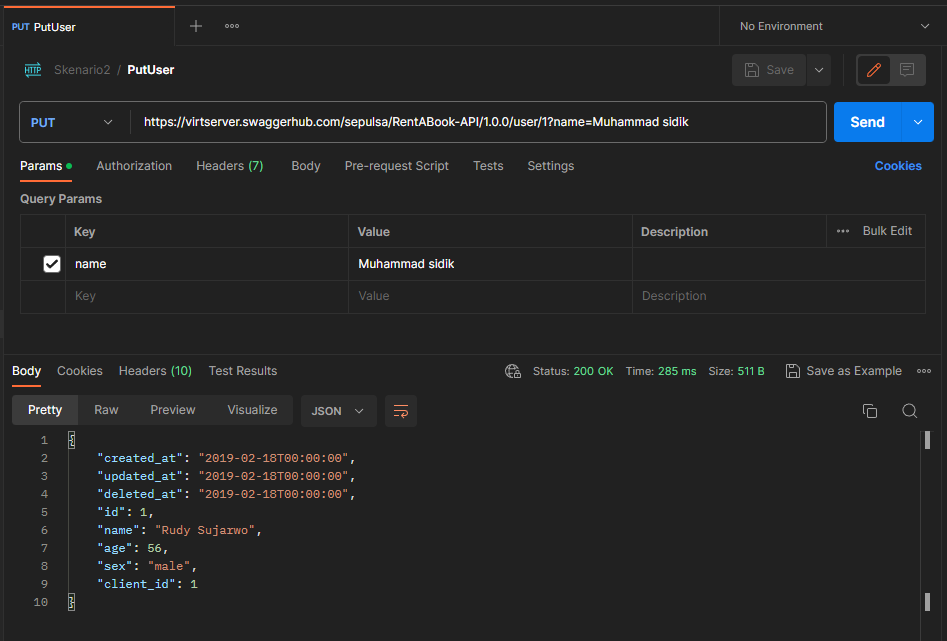 PUT PutUser
No Environment
HTTP Skenario2 / PutUser
Save
PUT https://virtserver.swaggerhub.com/sepulsa/RentABook-API/1.0.0/user/1?name=Muhammad sidik Send
Params Authorization Headers (7) Body Pre-request Script Tests Settings Cookies
Query Params
Key Value Description Bulk Edit
name Muhammad sidik
Key Value Description
Body Cookies Headers (10) Test Results Status: 200 OK Time: 285 ms Size: 511 B Save as Example
Pretty Raw Preview Visualize JSON
1 {
2 "created_at": "2019-02-18T00:00:00",
3 "updated_at": "2019-02-18T00:00:00",
4 "deleted_at": "2019-02-18T00:00:00",
5 "id": 1,
6 "name": "Rudy Sujarwo",
7 "age": 56,
8 "sex": "male",
9 "client_id": 1
10 }